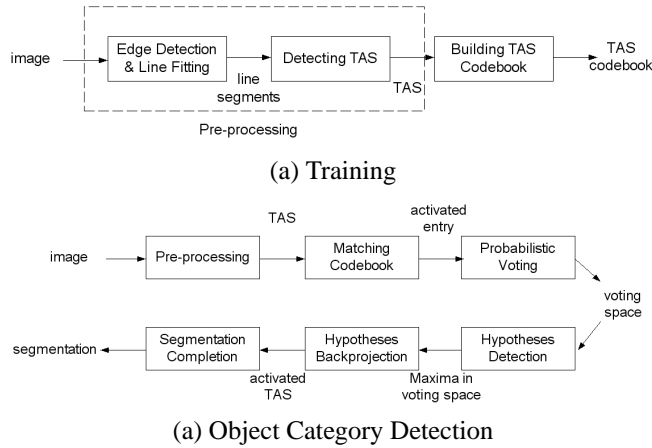 image
Edge Detection
& Line Fitting
line
segments
Detecting TAS
TAS
Building TAS
Codebook
TAS
codebook
Pre-processing
(a) Training
image
Pre-processing
TAS
Matching
Codebook
activated
entry
Probabilistic
Voting
voting
space
Hypotheses
Detection
Maxima in
voting space
Hypotheses
Backprojection
activated
TAS
Segmentation
Completion
segmentation
(a) Object Category Detection